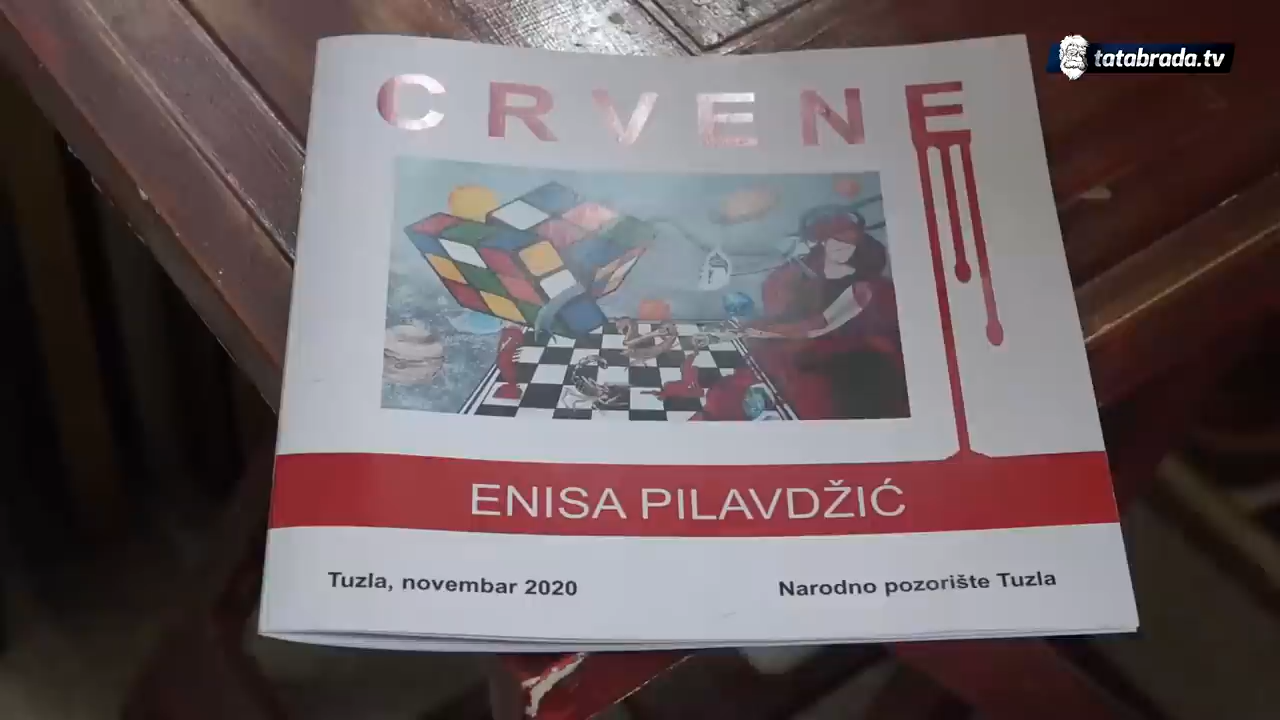 tatabrada.tv
CRVENE
ENISA PILAVDŽIĆ
Tuzla, novembar 2020
Narodno pozorište Tuzla